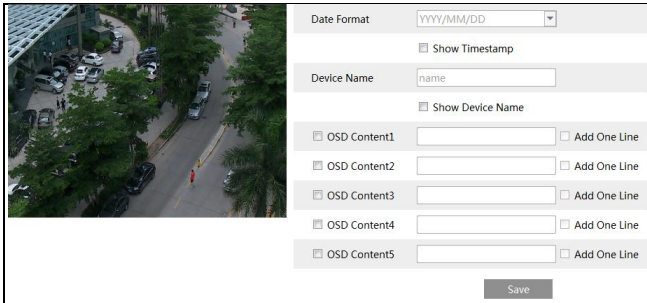 Date Format YYYY/MM/DD
Show Timestamp
Device Name name
Show Device Name
OSD Content1 Add One Line
OSD Content2 Add One Line
OSD Content3 Add One Line
OSD Content4 Add One Line
OSD Content5 Add One Line
Save